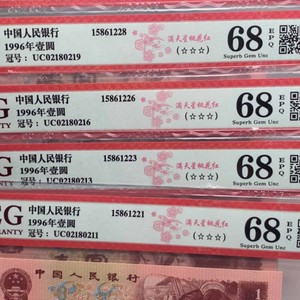 中国人民银行 15861228
1996年壹圆
冠号: UC02180219
满天星桃花红
(☆☆☆)
68 EPQ
Superb Gem Unc
中国人民银行 15861226
1996年壹圆
冠号: UC02180216
满天星桃花红
(☆☆☆)
68 EPQ
Superb Gem Unc
G
RANTY
中国人民银行 15861223
1996年壹圆
冠号: UC02180213
满天星桃花红
(☆☆☆)
68 EPQ
Superb Gem Unc
G
RANTY
中国人民银行 15861221
1996年壹圆
冠号: UC02180211
满天星桃花红
(☆☆☆)
68 EPQ
Superb Gem Unc
中国人民银行